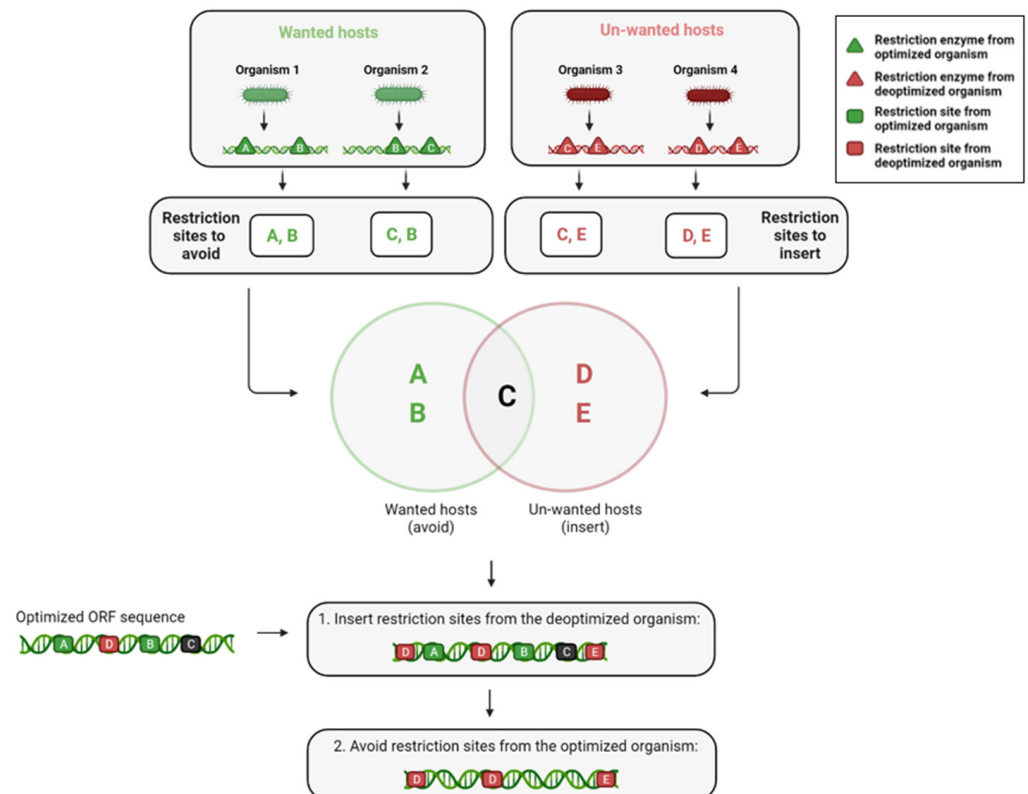 Wanted hosts
Organism 1
Organism 2
A
B
B
C
Un-wanted hosts
Organism 3
Organism 4
C
E
D
E
Restriction enzyme from
optimized organism
Restriction enzyme from
deoptimized organism
Restriction site from
optimized organism
Restriction site from
deoptimized organism
Restriction
sites to
avoid
A, B
C, B
C, E
D, E
Restriction
sites to
insert
A
B
C
D
E
Wanted hosts
(avoid)
Un-wanted hosts
(insert)
Optimized ORF sequence
A
D
B
C
1. Insert restriction sites from the deoptimized organism:
D
A
D
B
C
E
2. Avoid restriction sites from the optimized organism:
D
D
E